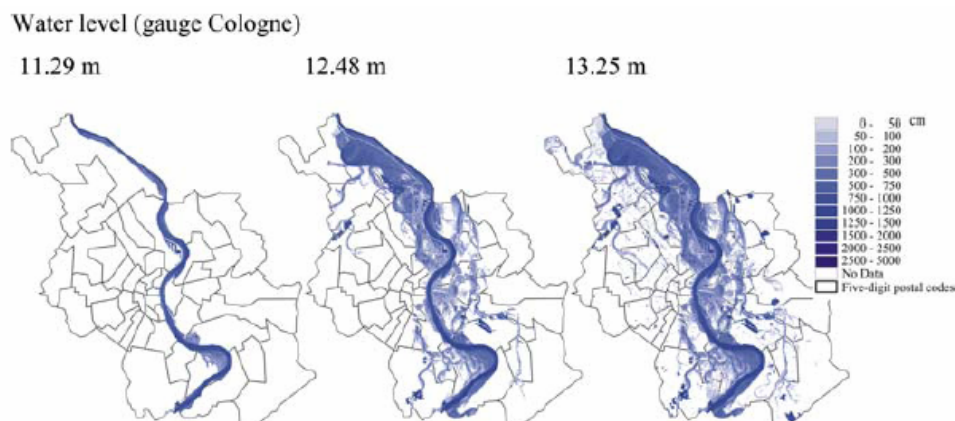 Water level (gauge Cologne)
11.29 m
12.48 m
13.25 m
0 - 50 cm
50 - 100
100 - 200
200 - 300
300 - 500
500 - 750
750 - 1000
1000 - 1250
1250 - 1500
1500 - 2000
2000 - 2500
2500 - 5000
No Data
Five-digit postal codes